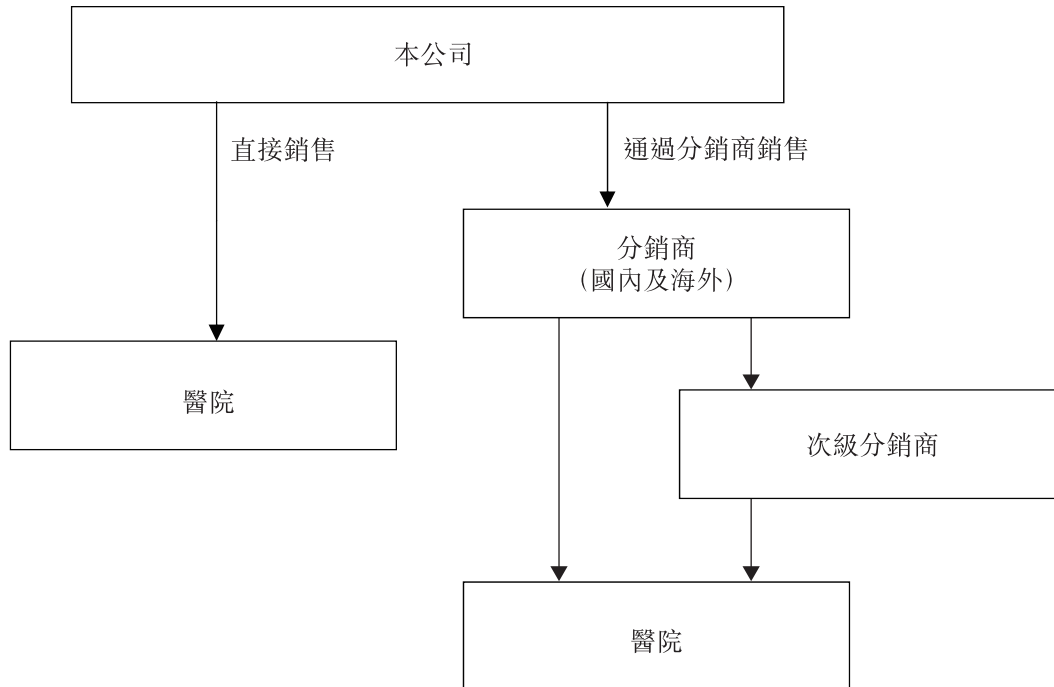 本公司
直接銷售
通過分銷商銷售
分銷商
(國內及海外)
醫院
次級分銷商
醫院